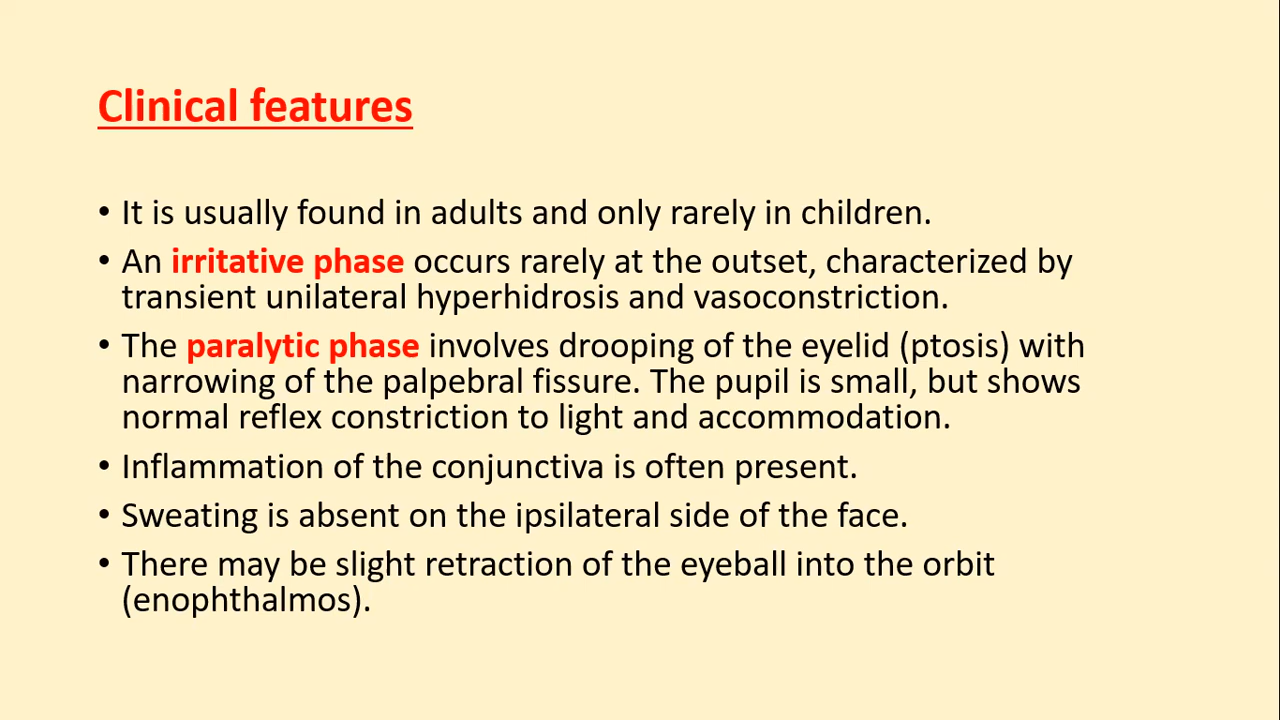 Clinical features
• It is usually found in adults and only rarely in children.
• An irritative phase occurs rarely at the outset, characterized by
transient unilateral hyperhidrosis and vasoconstriction.
• The paralytic phase involves drooping of the eyelid (ptosis) with
narrowing of the palpebral fissure. The pupil is small, but shows
normal reflex constriction to light and accommodation.
• Inflammation of the conjunctiva is often present.
• Sweating is absent on the ipsilateral side of the face.
• There may be slight retraction of the eyeball into the orbit
(enophthalmos).